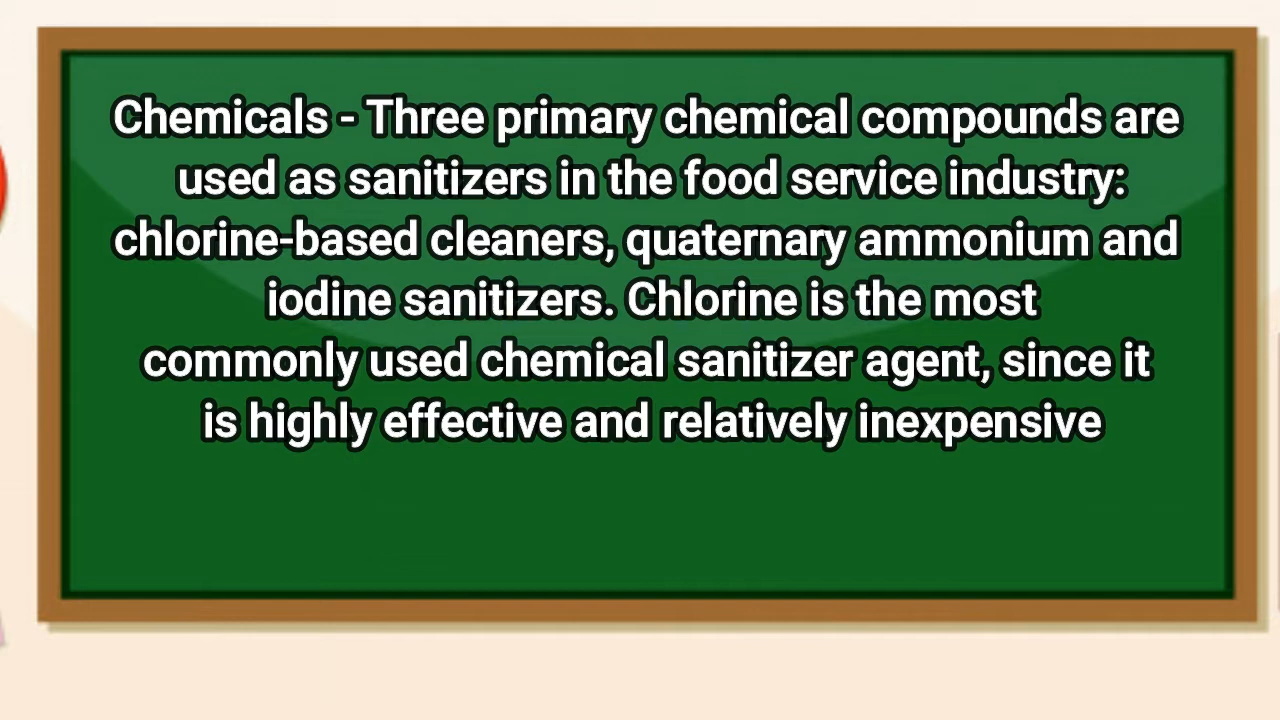 Chemicals - Three primary chemical compounds are
used as sanitizers in the food service industry:
chlorine-based cleaners, quaternary ammonium and
iodine sanitizers. Chlorine is the most
commonly used chemical sanitizer agent, since it
is highly effective and relatively inexpensive